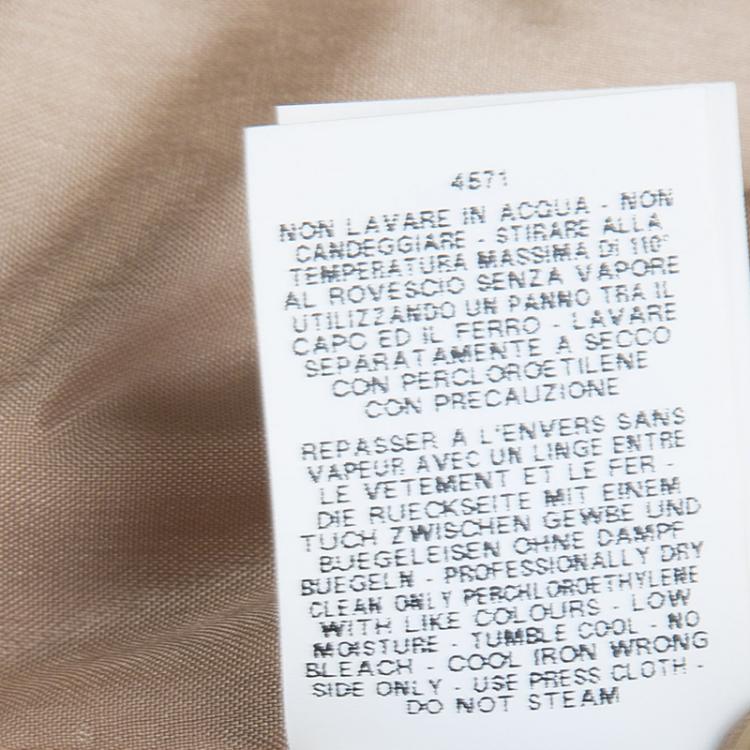 4571
NON LAVARE IN ACQUA - NON
CANDEGGIARE - STIRARE ALLA
TEMPERATURA MASSIMA DI 110°
AL ROVESCIO SENZA VAPORE
UTILIZZANDO UN PANNO TRA IL
CAPO ED IL FERRO - LAVARE
SEPARATAMENTE A SECCO
CON PERCLOROETILENE
CON PRECAUZIONE
REPASSER A L'ENVERS SANS
VAPEUR AVEC UN LINGE ENTRE
LE VETEMENT ET LE FER -
DIE RUECKSEITE MIT EINEM
TUCH ZWISCHEN GEWBE UND
BUEGELEISEN OHNE DAMPF
BUEGELN - PROFESSIONALLY DRY
CLEAN ONLY PERCHLOROETHYLENE
WITH LIKE COLOURS - LOW
MOISTURE - TUMBLE COOL - NO
BLEACH - COOL IRON WRONG
SIDE ONLY - USE PRESS CLOTH -
DO NOT STEAM